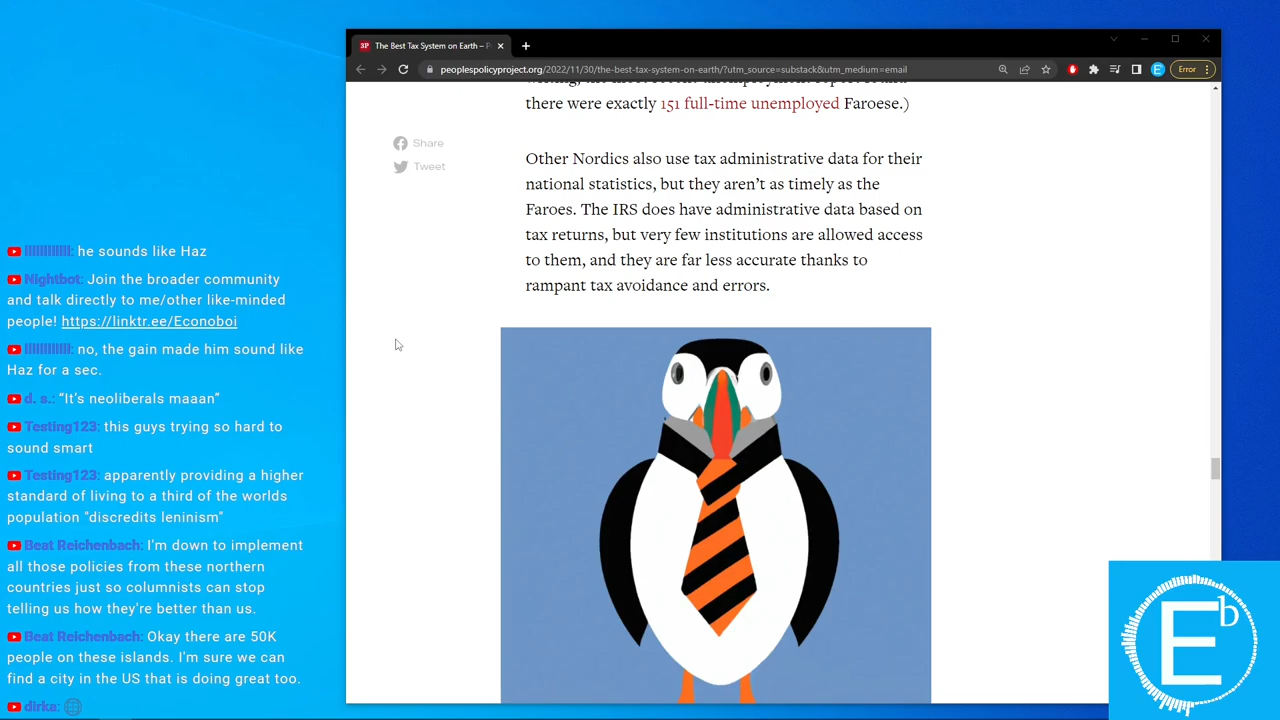 The Best Tax System on Earth – P
peoplespolicyproject.org/2022/11/30/the-best-tax-system-on-earth/?utm_source=substack&utm_medium=email
Error
there were exactly 151 full-time unemployed Faroese.)
Share
Tweet
Other Nordics also use tax administrative data for their
national statistics, but they aren’t as timely as the
Faroes. The IRS does have administrative data based on
tax returns, but very few institutions are allowed access
to them, and they are far less accurate thanks to
rampant tax avoidance and errors.
: he sounds like Haz
Nightbot: Join the broader community
and talk directly to me/other like-minded
people! https://linktr.ee/Econoboi
: no, the gain made him sound like
Haz for a sec.
d. s.: “It’s neoliberals maaan”
Testing123: this guys trying so hard to
sound smart
Testing123: apparently providing a higher
standard of living to a third of the worlds
population "discredits leninism"
Beat Reichenbach: I'm down to implement
all those policies from these northern
countries just so columnists can stop
telling us how they're better than us.
Beat Reichenbach: Okay there are 50K
people on these islands. I'm sure we can
find a city in the US that is doing great too.
dirka:
Eb